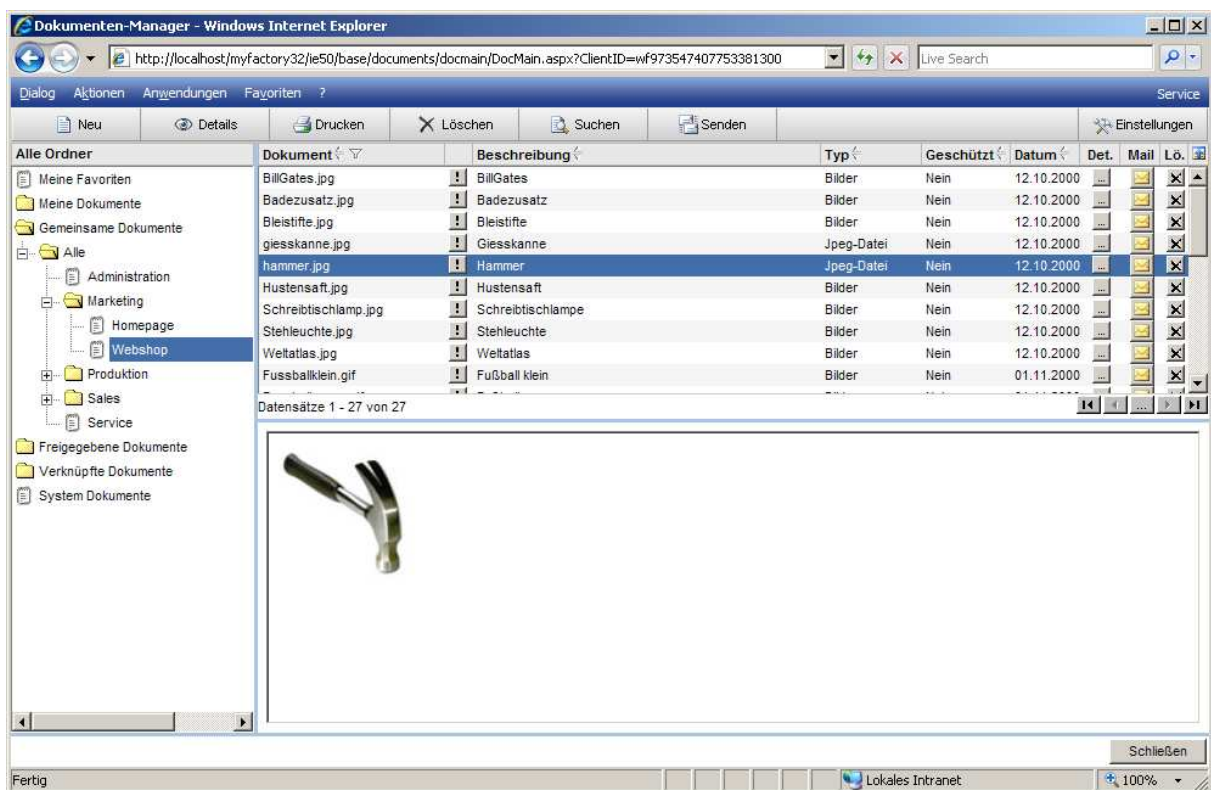 Dokumenten-Manager - Windows Internet Explorer
http://localhost/myfactory32/ie50/base/documents/docmain/DocMain.aspx?ClientID=wf973547407753381300
Live Search
Dialog Aktionen Anwendungen Favoriten ? Service
Neu Details Drucken Löschen Suchen Senden Einstellungen
Alle Ordner
Meine Favoriten
Meine Dokumente
Gemeinsame Dokumente
Alle
Administration
Marketing
Homepage
Webshop
Produktion
Sales
Service
Freigegebene Dokumente
Verknüpfte Dokumente
System Dokumente
Dokument Beschreibung Typ Geschützt Datum Det. Mail Lö.
BillGates.jpg ! BillGates Bilder Nein 12.10.2000 ...
Badezusatz.jpg ! Badezusatz Bilder Nein 12.10.2000 ...
Bleistifte.jpg ! Bleistifte Bilder Nein 12.10.2000 ...
giesskanne.jpg ! Giesskanne Jpeg-Datei Nein 12.10.2000 ...
hammer.jpg ! Hammer Jpeg-Datei Nein 12.10.2000 ...
Hustensaft.jpg ! Hustensaft Bilder Nein 12.10.2000 ...
Schreibtischlamp.jpg ! Schreibtischlampe Bilder Nein 12.10.2000 ...
Stehleuchte.jpg ! Stehleuchte Bilder Nein 12.10.2000 ...
Weltatlas.jpg ! Weltatlas Bilder Nein 12.10.2000 ...
Fussballklein.gif ! Fußball klein Bilder Nein 01.11.2000 ...
Datensätze 1 - 27 von 27 ...
Schließen
Fertig Lokales Intranet 100%